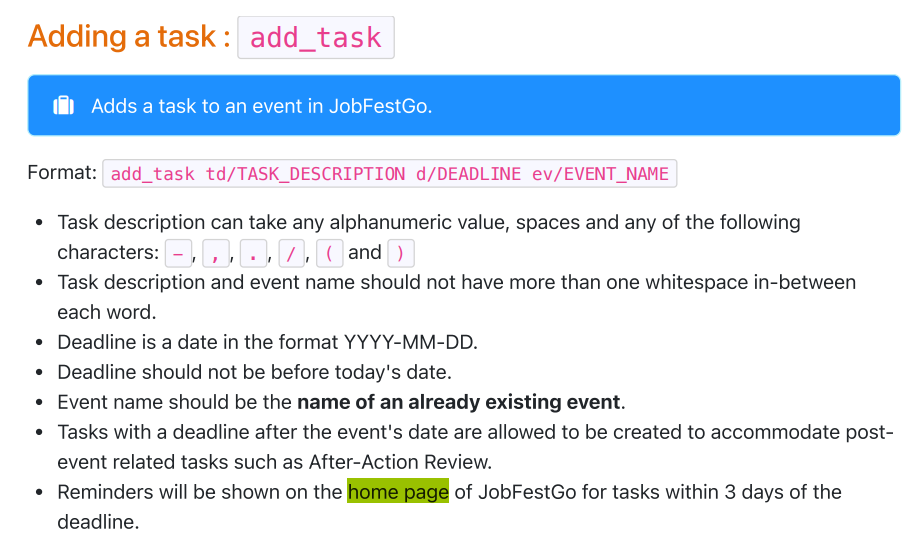 Adding a task : add_task
Adds a task to an event in JobFestGo.
Format: add_task td/TASK_DESCRIPTION d/DEADLINE ev/EVENT_NAME
• Task description can take any alphanumeric value, spaces and any of the following
characters: -, ,, ., /, ( and )
• Task description and event name should not have more than one whitespace in-between
each word.
• Deadline is a date in the format YYYY-MM-DD.
• Deadline should not be before today's date.
• Event name should be the name of an already existing event.
• Tasks with a deadline after the event's date are allowed to be created to accommodate post-
event related tasks such as After-Action Review.
• Reminders will be shown on the home page of JobFestGo for tasks within 3 days of the
deadline.